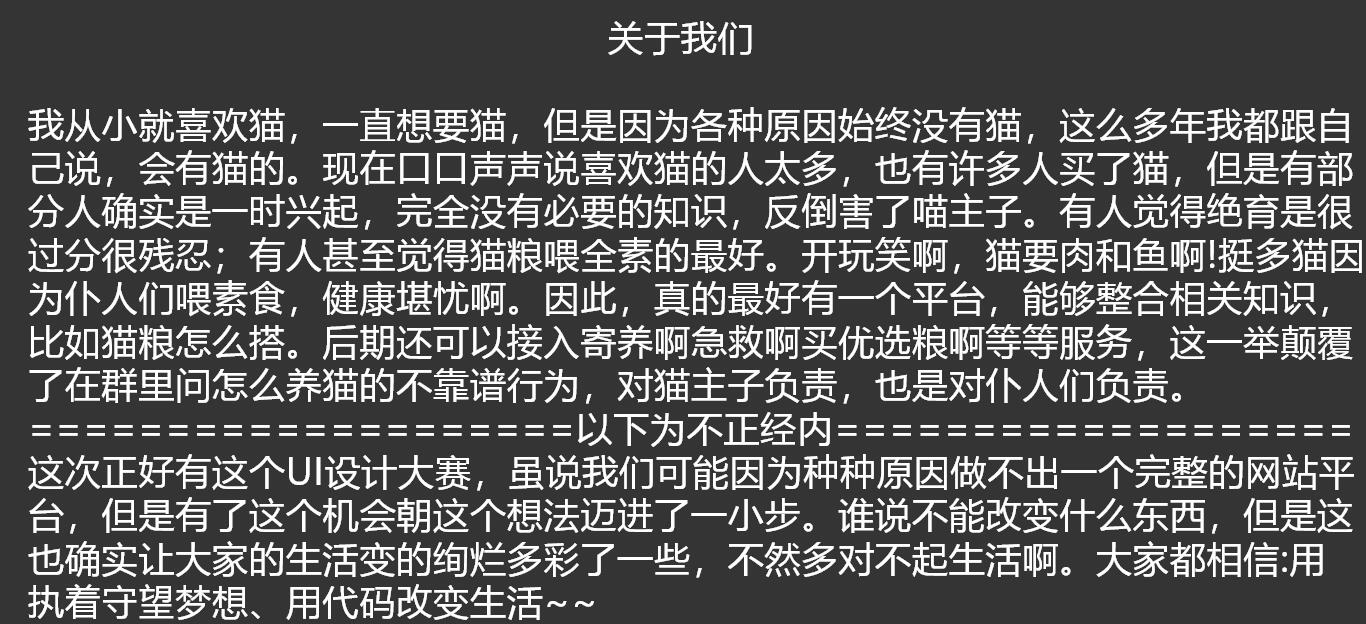 关于我们
我从小就喜欢猫，一直想要猫，但是因为各种原因始终没有猫，这么多年我都跟自
己说，会有猫的。现在口口声声说喜欢猫的人太多，也有许多人买了猫，但是有部
分人确实是一时兴起，完全没有必要的知识，反倒害了喵主子。有人觉得绝育是很
过分很残忍；有人甚至觉得猫粮喂全素的最好。开玩笑啊，猫要肉和鱼啊!挺多猫因
为仆人们喂素食，健康堪忧啊。因此，真的最好有一个平台，能够整合相关知识，
比如猫粮怎么搭。后期还可以接入寄养啊急救啊买优选粮啊等等服务，这一举颠覆
了在群里问怎么养猫的不靠谱行为，对猫主子负责，也是对仆人们负责。
====================以下为不正经内===================
这次正好有这个UI设计大赛，虽说我们可能因为种种原因做不出一个完整的网站平
台，但是有了这个机会朝这个想法迈进了一小步。谁说不能改变什么东西，但是这
也确实让大家的生活变的绚烂多彩了一些，不然多对不起生活啊。大家都相信:用
执着守望梦想、用代码改变生活~~